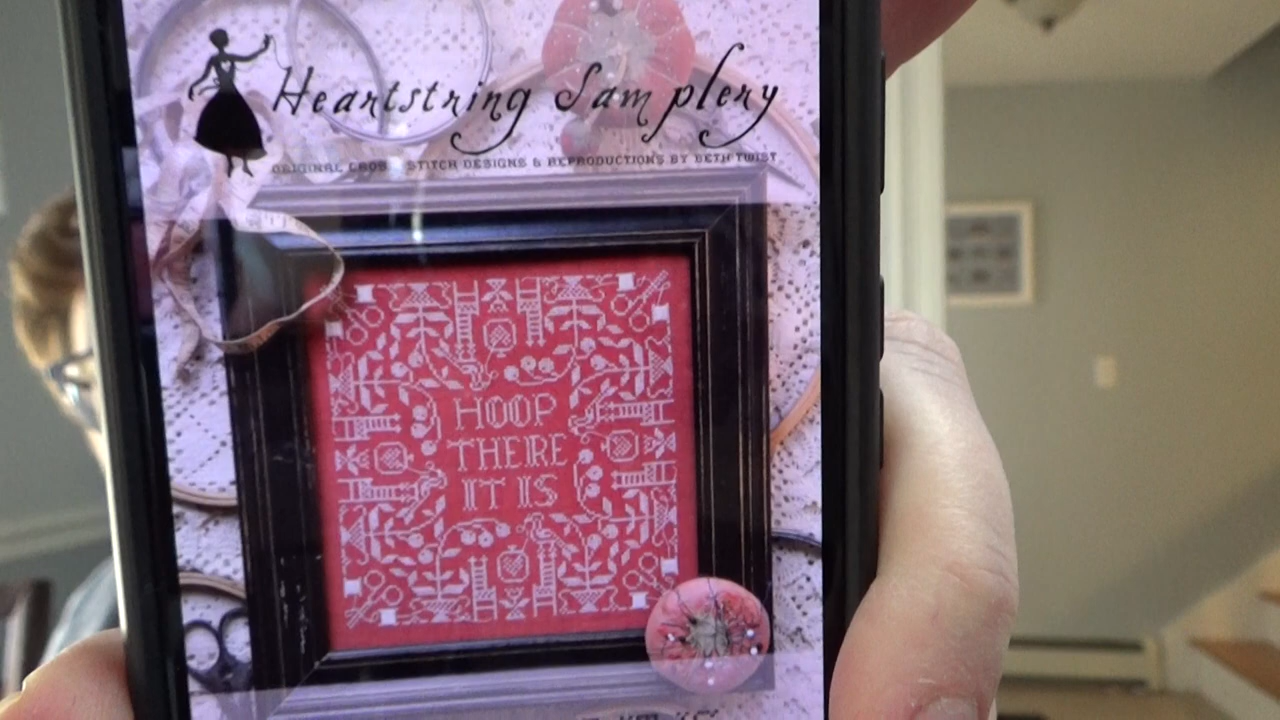 Heartstring Samplery
ORIGINAL CROSS STITCH DESIGNS & REPRODUCTIONS BY BETH TWIST
HOOP
THERE
IT IS